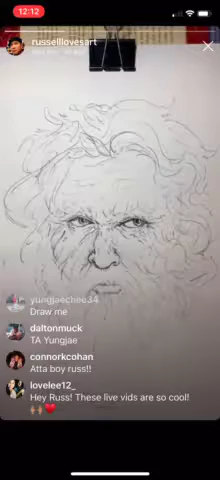 12:12
russelllovesart
yungjaechee34
Draw me
daltonmuck
TA Yungjae
connorkcohan
Atta boy russ!!
lovelee12_
Hey Russ! These live vids are so cool!